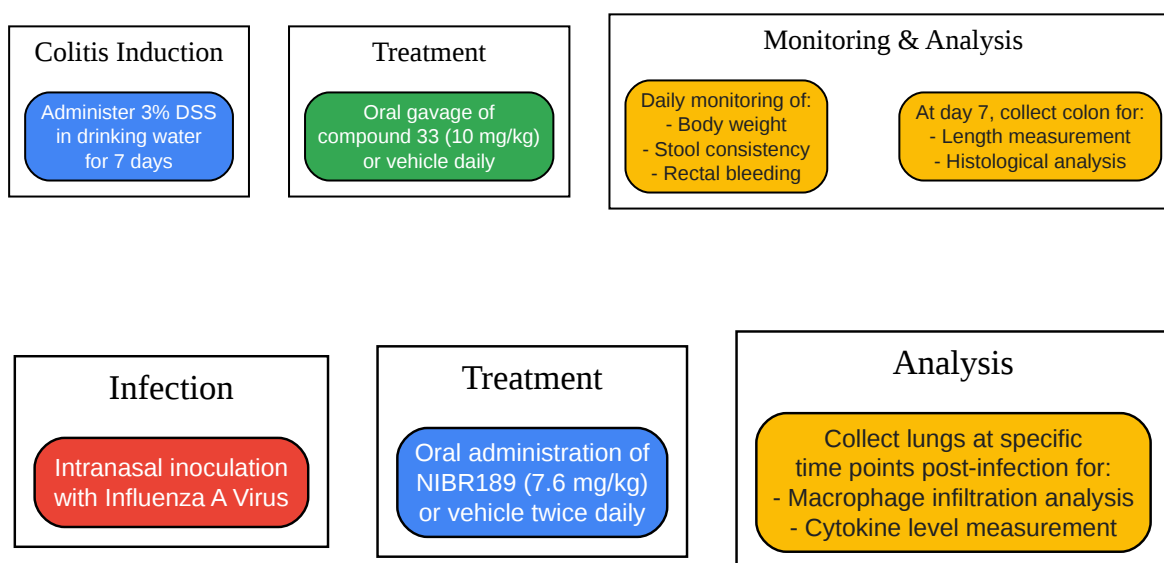 Colitis Induction
Administer 3% DSS
in drinking water
for 7 days
Treatment
Oral gavage of
compound 33 (10 mg/kg)
or vehicle daily
Monitoring & Analysis
Daily monitoring of:
- Body weight
- Stool consistency
- Rectal bleeding
At day 7, collect colon for:
- Length measurement
- Histological analysis
Infection
Intranasal inoculation
with Influenza A Virus
Treatment
Oral administration of
NIBR189 (7.6 mg/kg)
or vehicle twice daily
Analysis
Collect lungs at specific
time points post-infection for:
- Macrophage infiltration analysis
- Cytokine level measurement